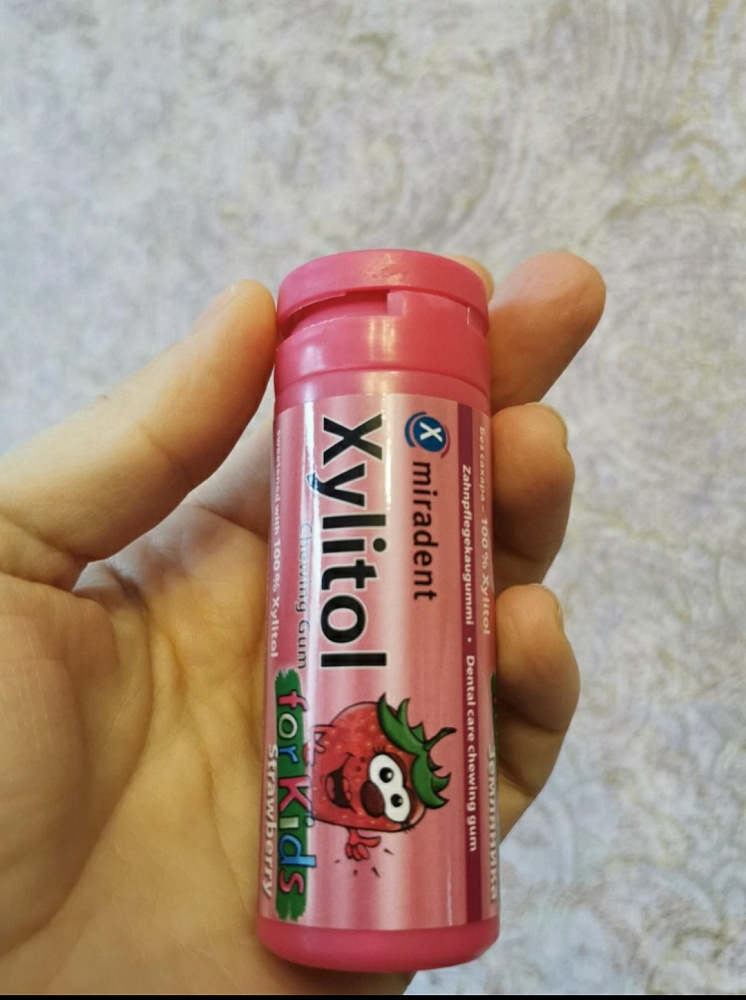 Без сахара – 100 % Xylitol
Земляника
Zahnpflegekaugummi • Dental care chewing gum
miradent
Xylitol
Chewing Gum
for Kids
sweetened with 100 % Xylitol
Strawberry